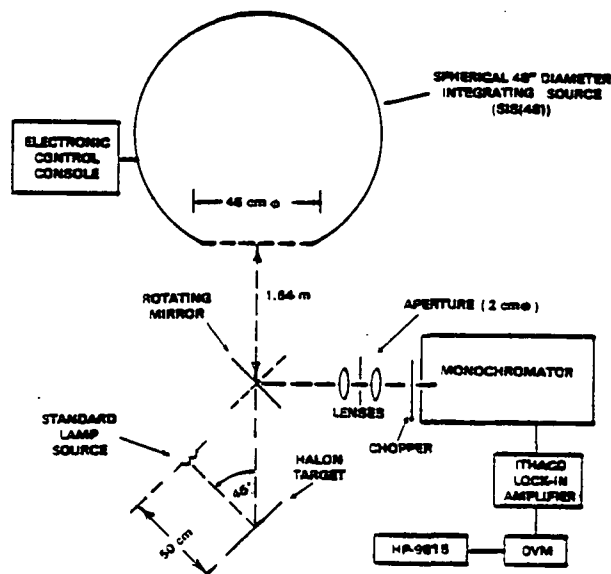 SPHERICAL 48" DIAMETER
INTEGRATING SOURCE
(SIS(48))
ELECTRONIC
CONTROL
CONSOLE
46 cm φ
1.64 m
ROTATING
MIRROR
APERTURE (2 cm φ)
MONOCHROMATOR
LENSES
CHOPPER
STANDARD
LAMP
SOURCE
HALON
TARGET
45°
50 cm
ITHACO
LOCK-IN
AMPLIFIER
HP-9815
DVM